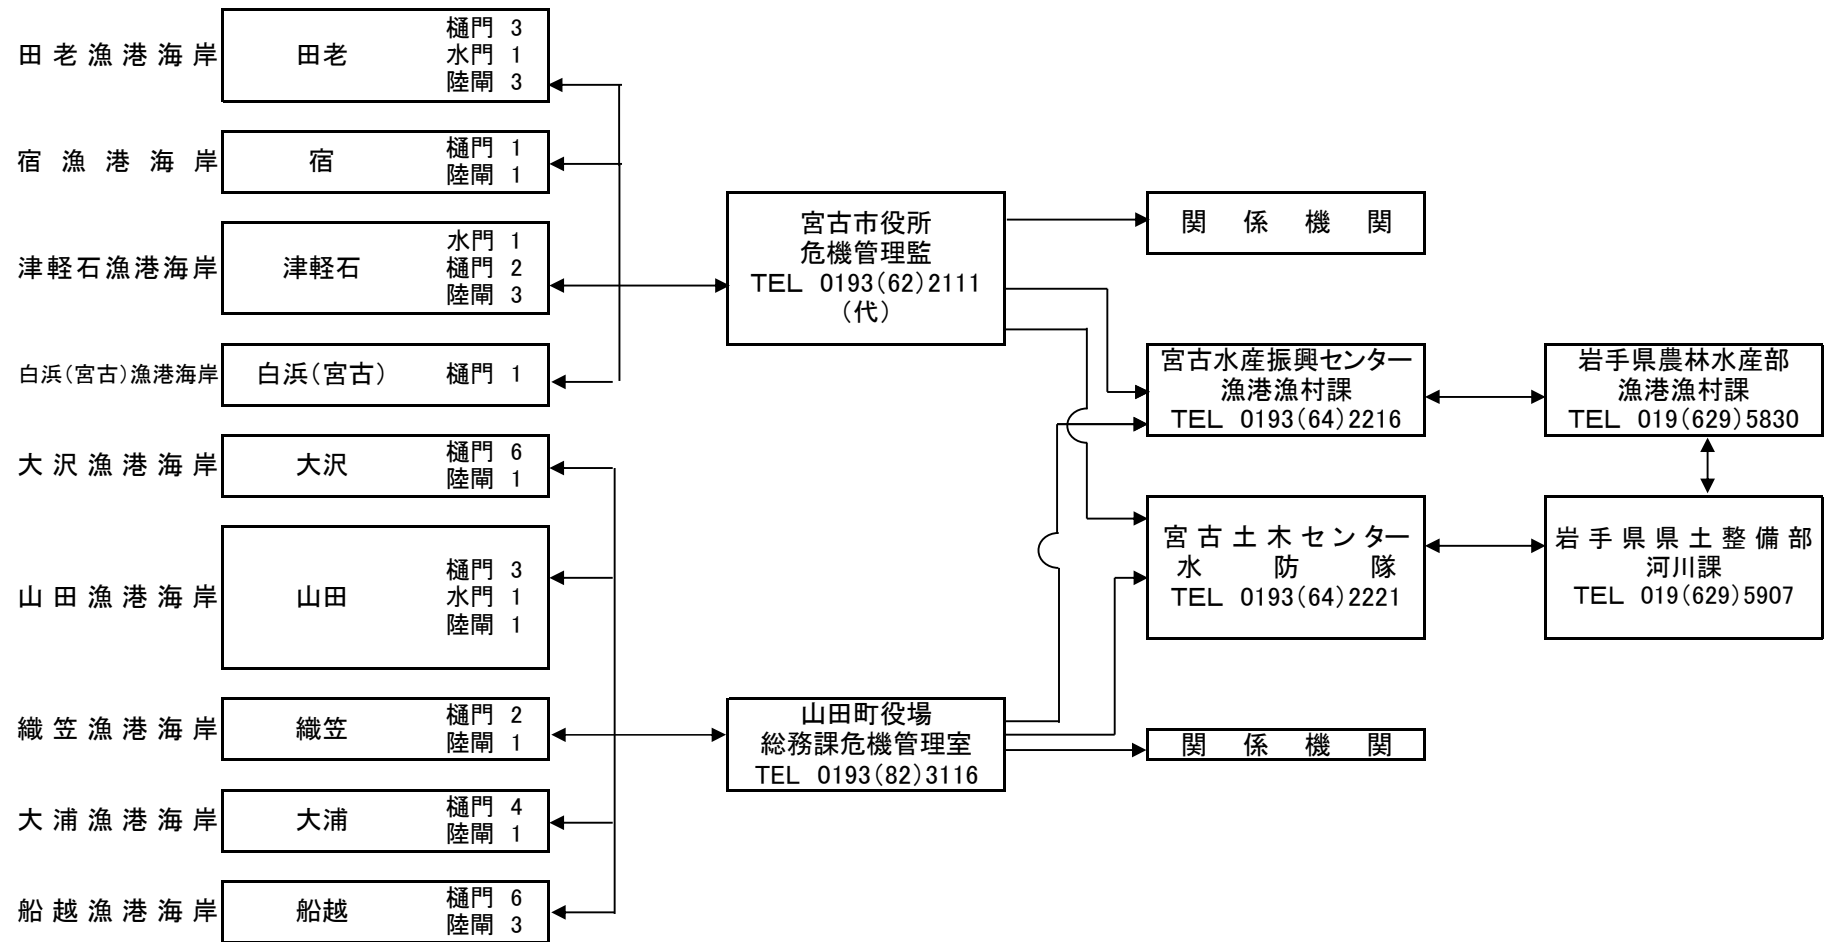 田老漁港海岸
田老
樋門 3
水門 1
陸閘 3
宿漁港海岸
宿
樋門 1
陸閘 1
津軽石漁港海岸
津軽石
水門 1
樋門 2
陸閘 3
白浜(宮古)漁港海岸
白浜(宮古)
樋門 1
大沢漁港海岸
大沢
樋門 6
陸閘 1
山田漁港海岸
山田
樋門 3
水門 1
陸閘 1
織笠漁港海岸
織笠
樋門 2
陸閘 1
大浦漁港海岸
大浦
樋門 4
陸閘 1
船越漁港海岸
船越
樋門 6
陸閘 3
宮古市役所
危機管理監
TEL 0193(62)2111
(代)
山田町役場
総務課危機管理室
TEL 0193(82)3116
関係機関
宮古水産振興センター
漁港漁村課
TEL 0193(64)2216
宮古土木センター
水防隊
TEL 0193(64)2221
関係機関
岩手県農林水産部
漁港漁村課
TEL 019(629)5830
岩手県県土整備部
河川課
TEL 019(629)5907